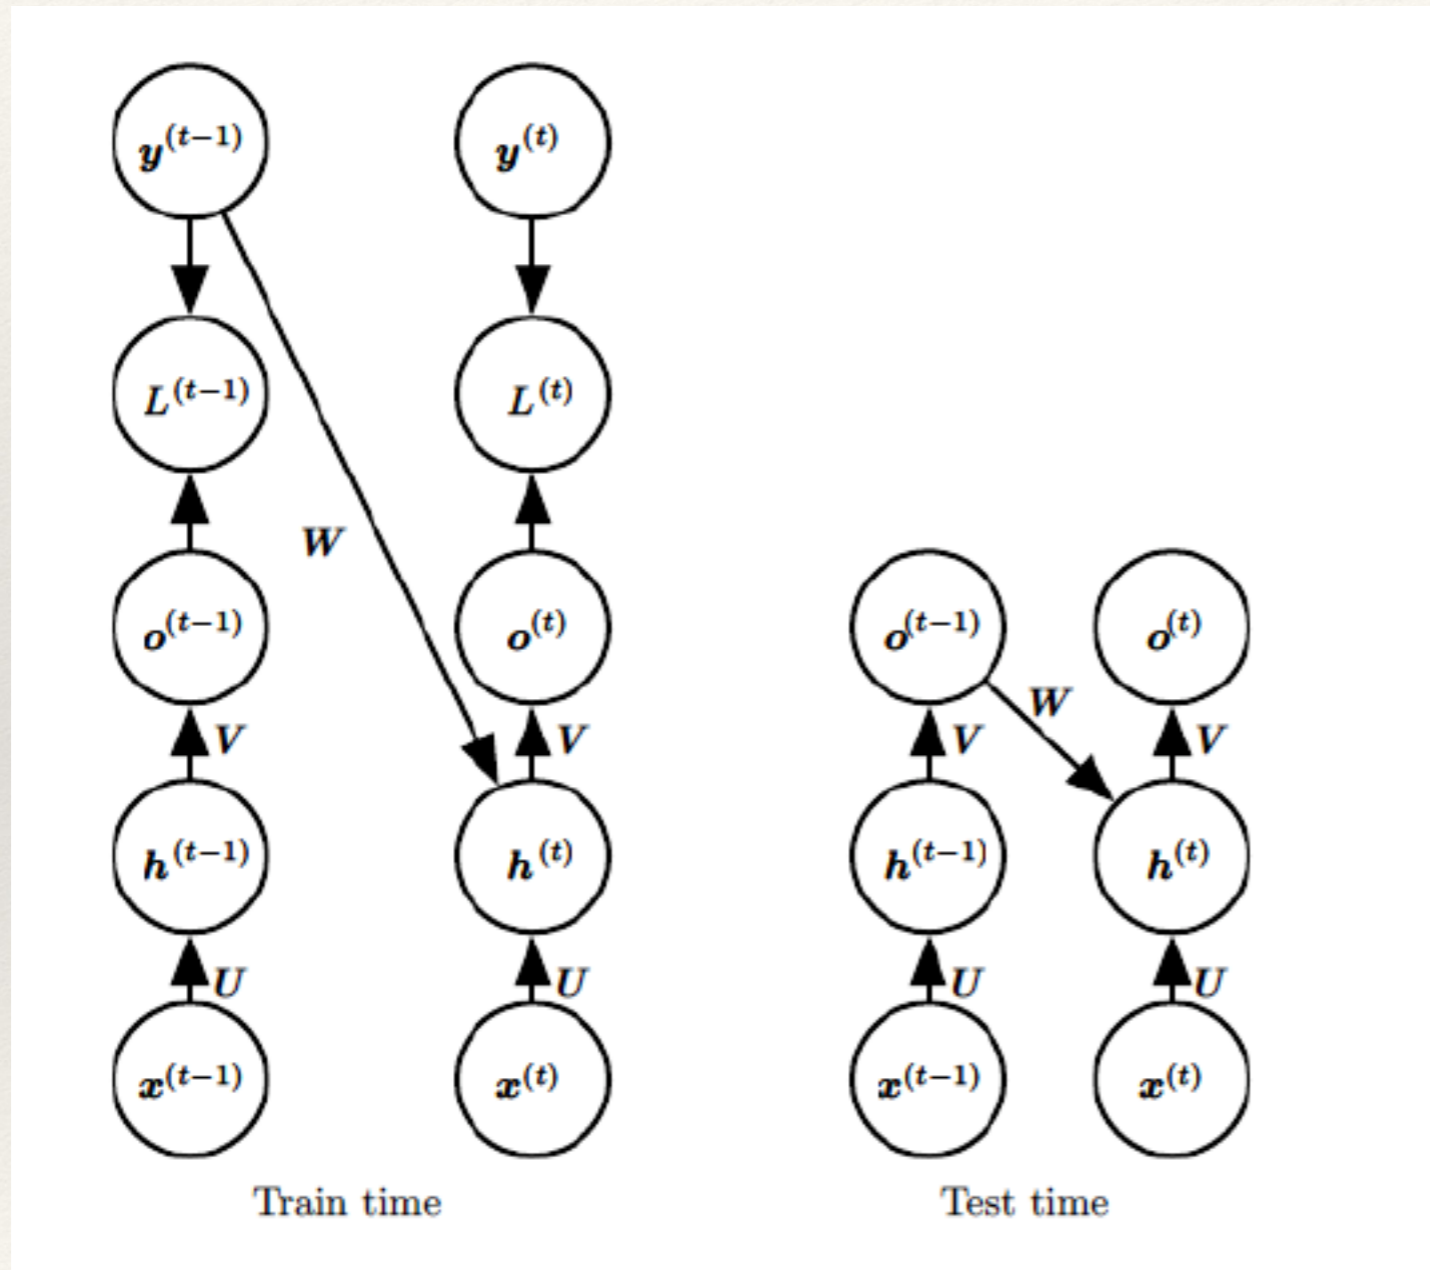 y^(t−1) y^(t)
L^(t−1) L^(t)
W
o^(t−1) o^(t) o^(t−1) o^(t)
W
V V V V
h^(t−1) h^(t) h^(t−1) h^(t)
U U U U
x^(t−1) x^(t) x^(t−1) x^(t)
Train time Test time